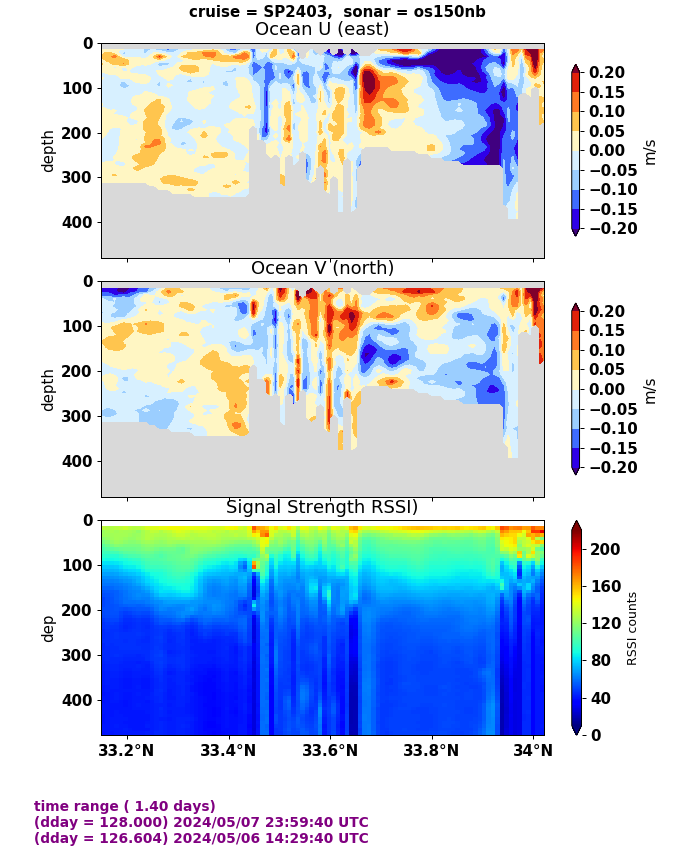 cruise = SP2403,  sonar = os150nb
Ocean U (east)
0
100
200
300
400
depth
0.20
0.15
0.10
0.05
0.00
−0.05
−0.10
−0.15
−0.20
m/s
Ocean V (north)
0
100
200
300
400
depth
0.20
0.15
0.10
0.05
0.00
−0.05
−0.10
−0.15
−0.20
m/s
Signal Strength RSSI)
0
100
200
300
400
dep
200
160
120
80
40
0
RSSI counts
33.2°N 33.4°N 33.6°N 33.8°N 34°N
time range ( 1.40 days)
(dday = 128.000) 2024/05/07 23:59:40 UTC
(dday = 126.604) 2024/05/06 14:29:40 UTC